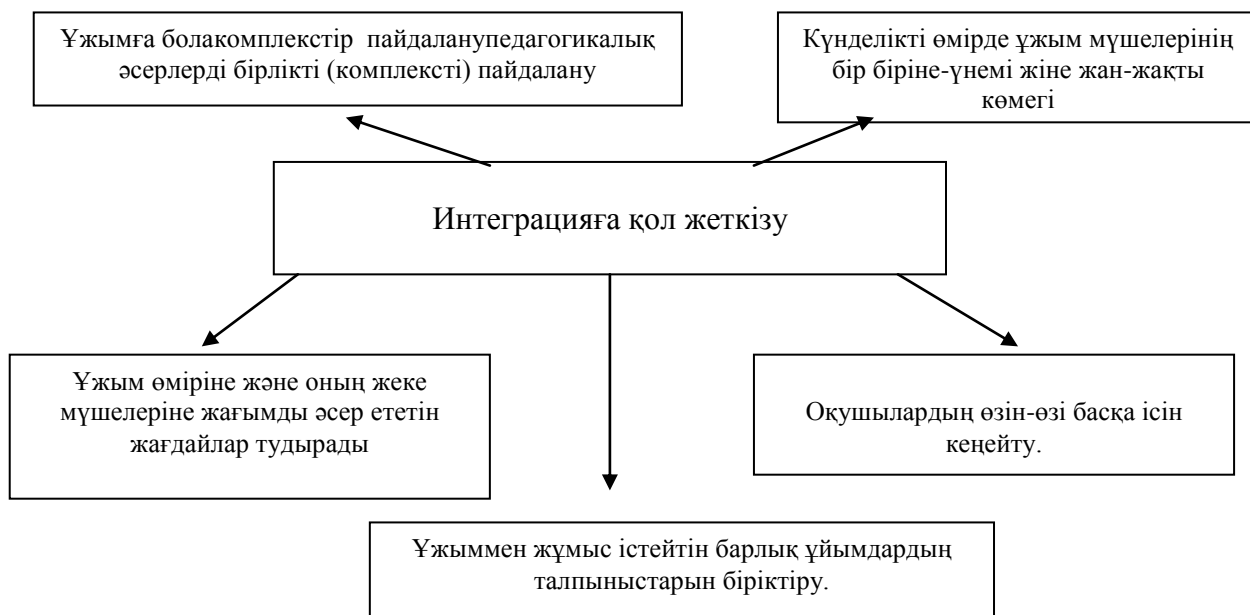 Ұжымға болакомплекстір пайдаланупедагогикалық
әсерлерді бірлікті (комплексті) пайдалану
Күнделікті өмірде ұжым мүшелерінің
бір біріне-үнемі жіне жан-жақты
көмегі
Интеграцияға қол жеткізу
Ұжым өміріне және оның жеке
мүшелеріне жағымды әсер ететін
жағдайлар тудырады
Оқушылардың өзін-өзі басқа ісін
кеңейту.
Ұжыммен жұмыс істейтін барлық ұйымдардың
талпыныстарын біріктіру.